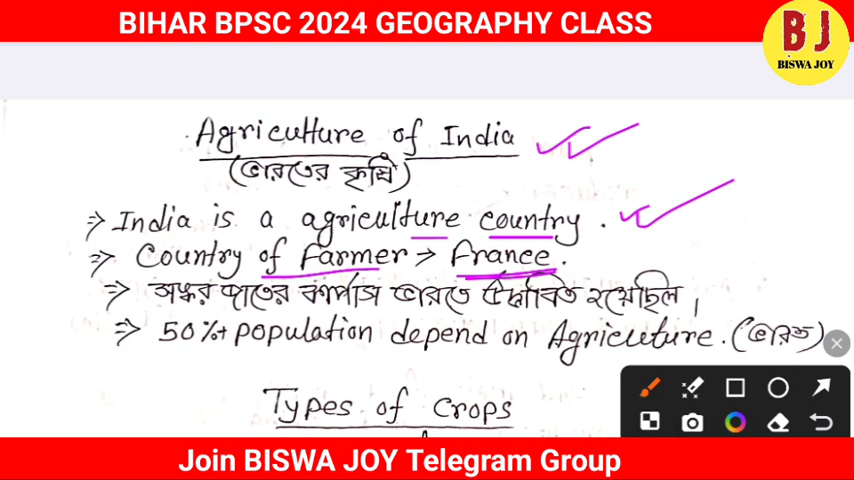 BIHAR BPSC 2024 GEOGRAPHY CLASS
BJ
BISWA JOY
Agriculture of India
(ভারতের কৃষি)
⇒ India is a agriculture country.
⇒ Country of Farmer → France.
⇒ অঙ্কর জাতের কার্পাস ভারতে উদ্ভাবিত হয়েছিল।
⇒ 50%+ population depend on Agriculture. (ভারত)
Types of crops
Join BISWA JOY Telegram Group